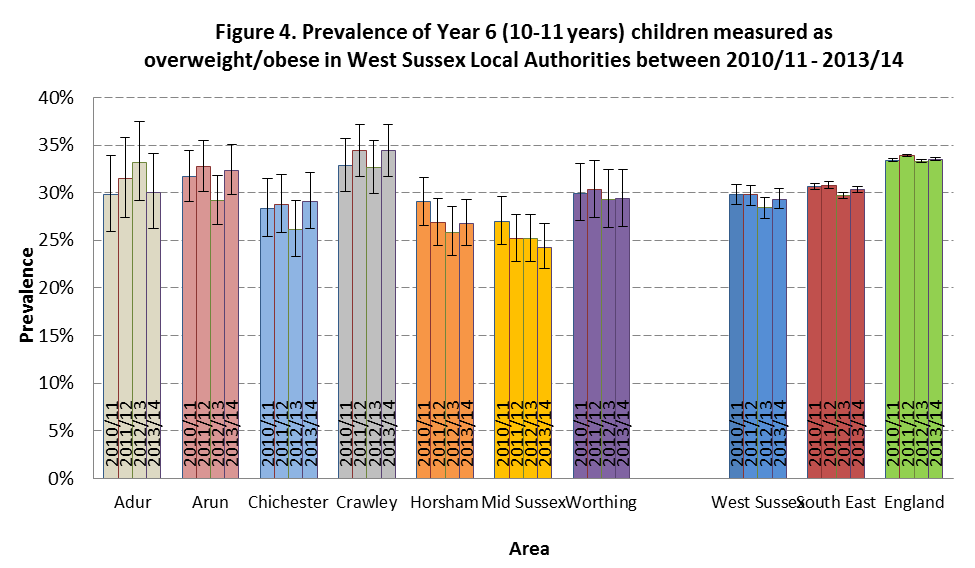 Figure 4. Prevalence of Year 6 (10-11 years) children measured as
overweight/obese in West Sussex Local Authorities between 2010/11 - 2013/14
Prevalence
40%
35%
30%
25%
20%
15%
10%
5%
0%
2010/11 2011/12 2012/13 2013/14
2010/11 2011/12 2012/13 2013/14
2010/11 2011/12 2012/13 2013/14
2010/11 2011/12 2012/13 2013/14
2010/11 2011/12 2012/13 2013/14
2010/11 2011/12 2012/13 2013/14
2010/11 2011/12 2012/13 2013/14
2010/11 2011/12 2012/13 2013/14
2010/11 2011/12 2012/13 2013/14
2010/11 2011/12 2012/13 2013/14
Adur Arun Chichester Crawley Horsham Mid Sussex Worthing West Sussex South East England
Area